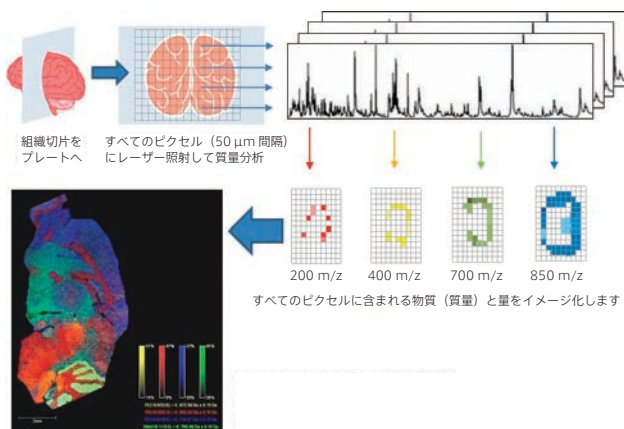 組織切片を
プレートへ
すべてのピクセル（50 μm 間隔）
にレーザー照射して質量分析
200 m/z
400 m/z
700 m/z
850 m/z
すべてのピクセルに含まれる物質（質量）と量をイメージ化します